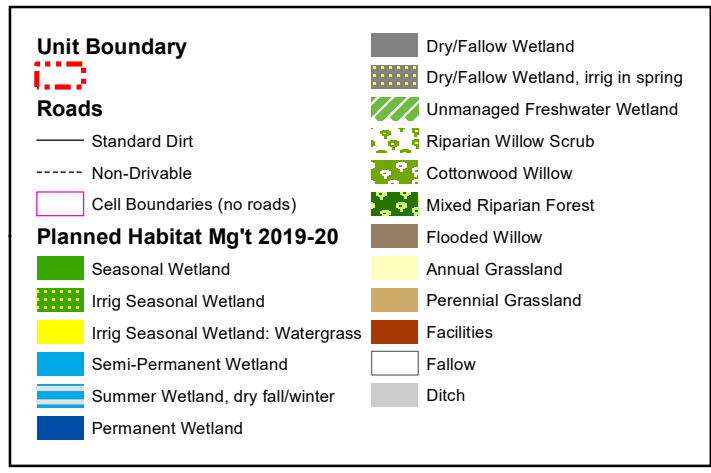 Unit Boundary
Roads
Standard Dirt
Non-Drivable
Cell Boundaries (no roads)
Planned Habitat Mg't 2019-20
Seasonal Wetland
Irrig Seasonal Wetland
Irrig Seasonal Wetland: Watergrass
Semi-Permanent Wetland
Summer Wetland, dry fall/winter
Permanent Wetland
Dry/Fallow Wetland
Dry/Fallow Wetland, irrig in spring
Unmanaged Freshwater Wetland
Riparian Willow Scrub
Cottonwood Willow
Mixed Riparian Forest
Flooded Willow
Annual Grassland
Perennial Grassland
Facilities
Fallow
Ditch